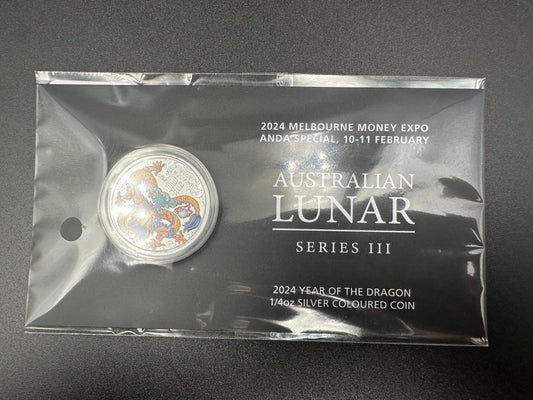 2024 MELBOURNE MONEY EXPO
ANDA SPECIAL, 10-11 FEBRUARY
AUSTRALIAN
LUNAR
SERIES III
2024 YEAR OF THE DRAGON
1/4oz SILVER COLOURED COIN